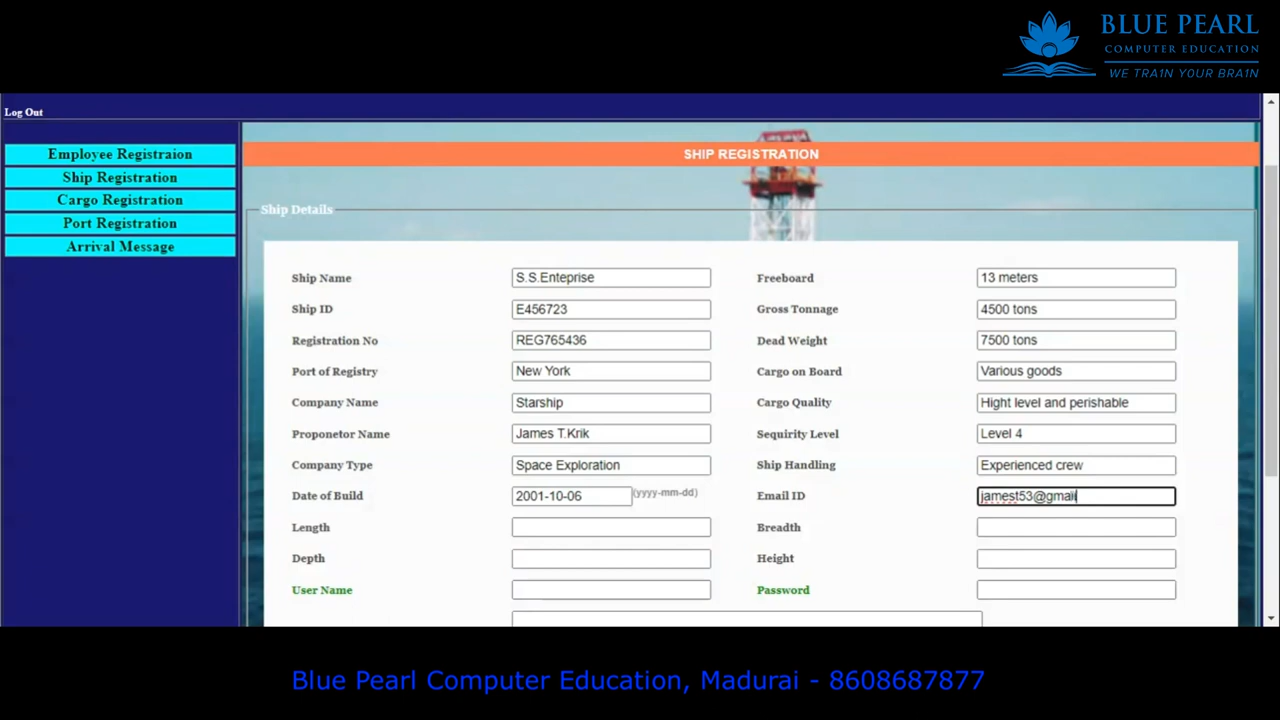 BLUE PEARL
COMPUTER EDUCATION
WE TRAIN YOUR BRAIN
Log Out
Employee Registraion
Ship Registration
Cargo Registration
Port Registration
Arrival Message
SHIP REGISTRATION
Ship Details
Ship Name S.S.Enteprise Freeboard 13 meters
Ship ID E456723 Gross Tonnage 4500 tons
Registration No REG765436 Dead Weight 7500 tons
Port of Registry New York Cargo on Board Various goods
Company Name Starship Cargo Quality Hight level and perishable
Proponetor Name James T.Krik Sequirity Level Level 4
Company Type Space Exploration Ship Handling Experienced crew
Date of Build 2001-10-06 (yyyy-mm-dd) Email ID jamest53@gmail
Length Breadth
Depth Height
User Name Password
Blue Pearl Computer Education, Madurai - 8608687877